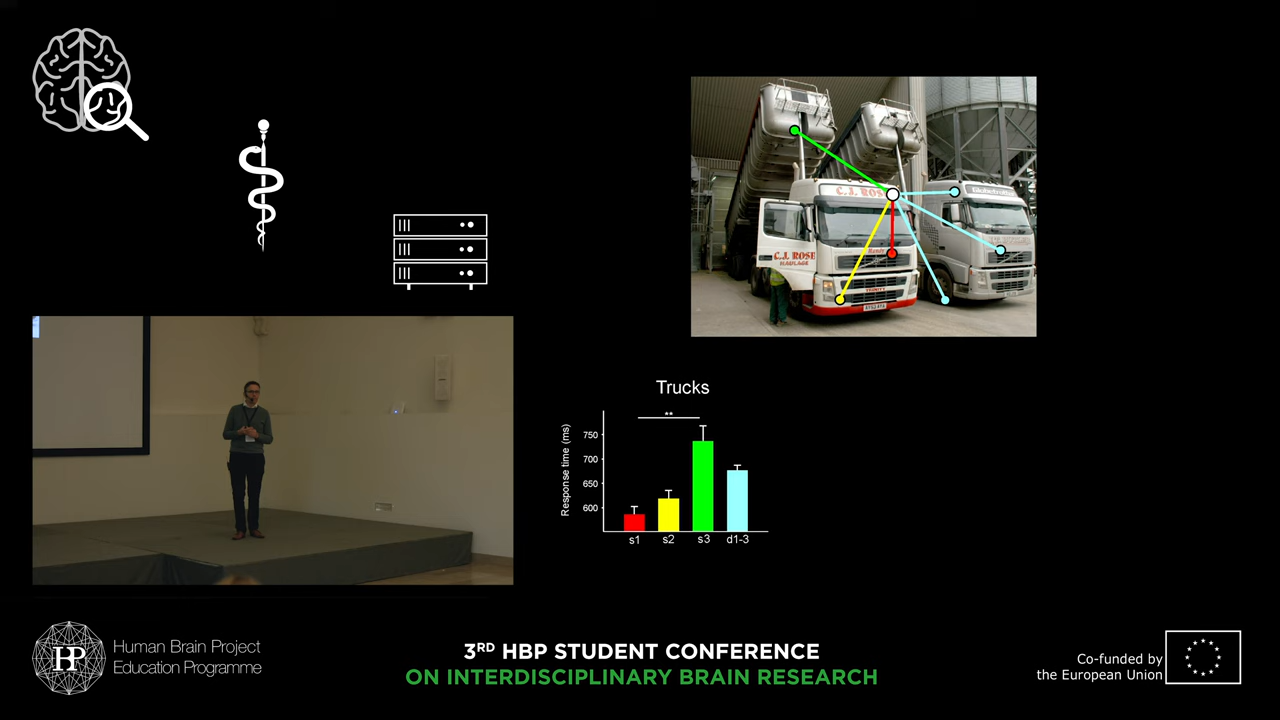 C.J. ROSE
C.J. ROSE
HAULAGE
Trucks
**
Response time (ms)
750
700
650
600
s1
s2
s3
d1-3
Human Brain Project
Education Programme
3RD HBP STUDENT CONFERENCE
ON INTERDISCIPLINARY BRAIN RESEARCH
Co-funded by
the European Union